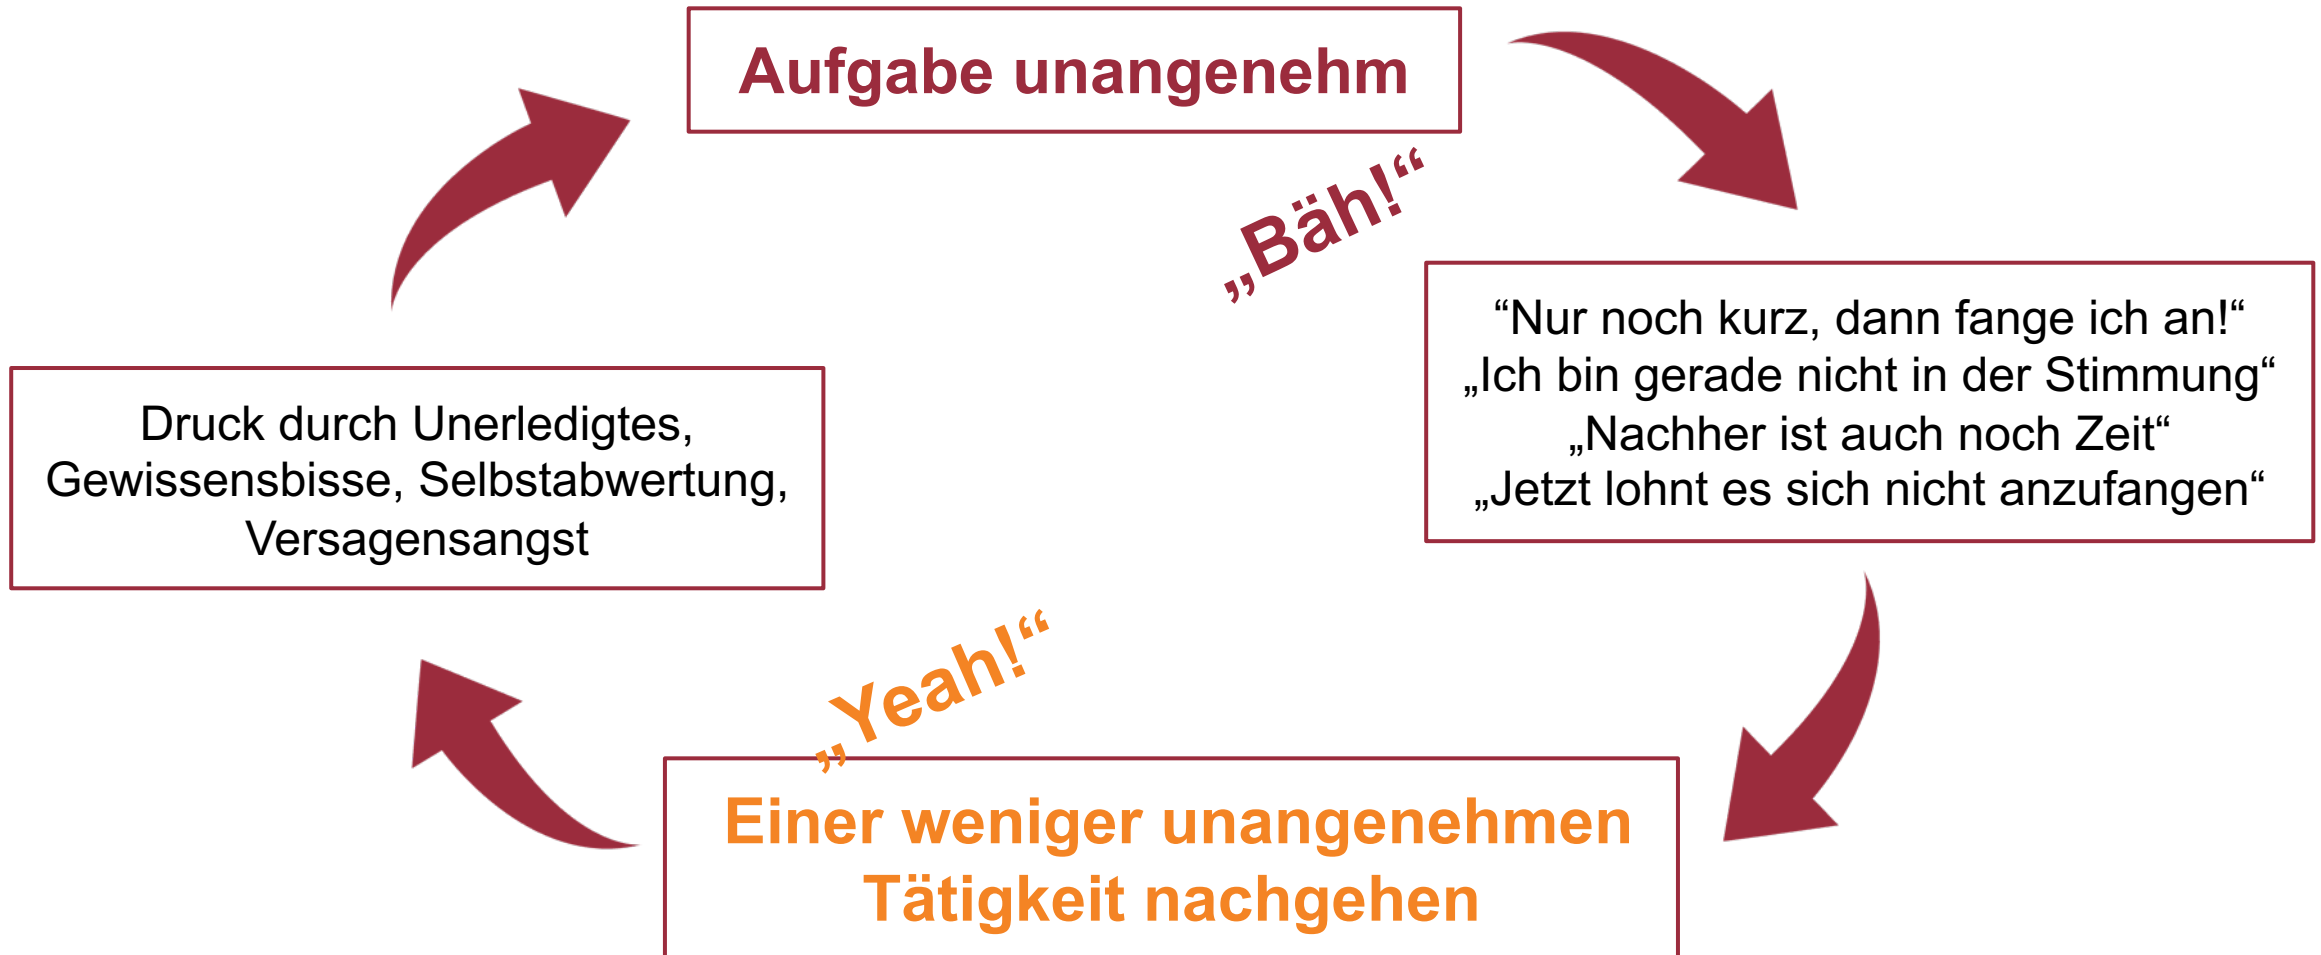 Aufgabe unangenehm
„Bäh!“
“Nur noch kurz, dann fange ich an!“
„Ich bin gerade nicht in der Stimmung“
„Nachher ist auch noch Zeit“
„Jetzt lohnt es sich nicht anzufangen“
Druck durch Unerledigtes,
Gewissensbisse, Selbstabwertung,
Versagensangst
„Yeah!“
Einer weniger unangenehmen
Tätigkeit nachgehen